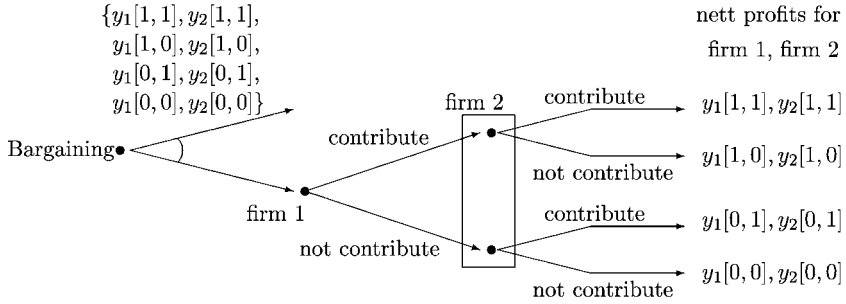 {y₁[1, 1], y₂[1, 1],
y₁[1, 0], y₂[1, 0],
y₁[0, 1], y₂[0, 1],
y₁[0, 0], y₂[0, 0]}
Bargaining
firm 1
contribute
not contribute
firm 2
contribute
not contribute
contribute
not contribute
nett profits for
firm 1, firm 2
y₁[1, 1], y₂[1, 1]
y₁[1, 0], y₂[1, 0]
y₁[0, 1], y₂[0, 1]
y₁[0, 0], y₂[0, 0]